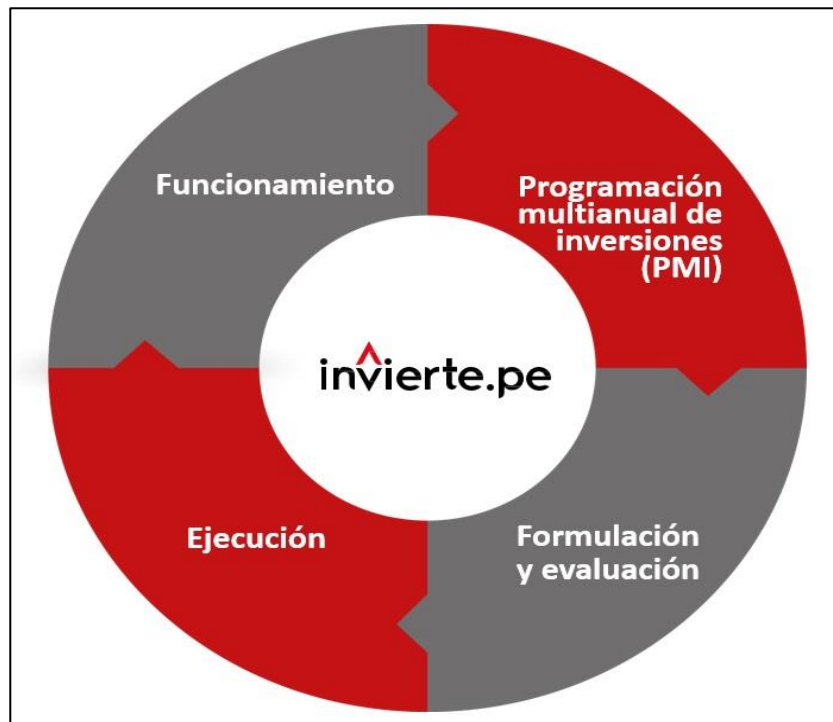 Funcionamiento
Programación
multianual de
inversiones
(PMI)
invierte.pe
Ejecución
Formulación
y evaluación